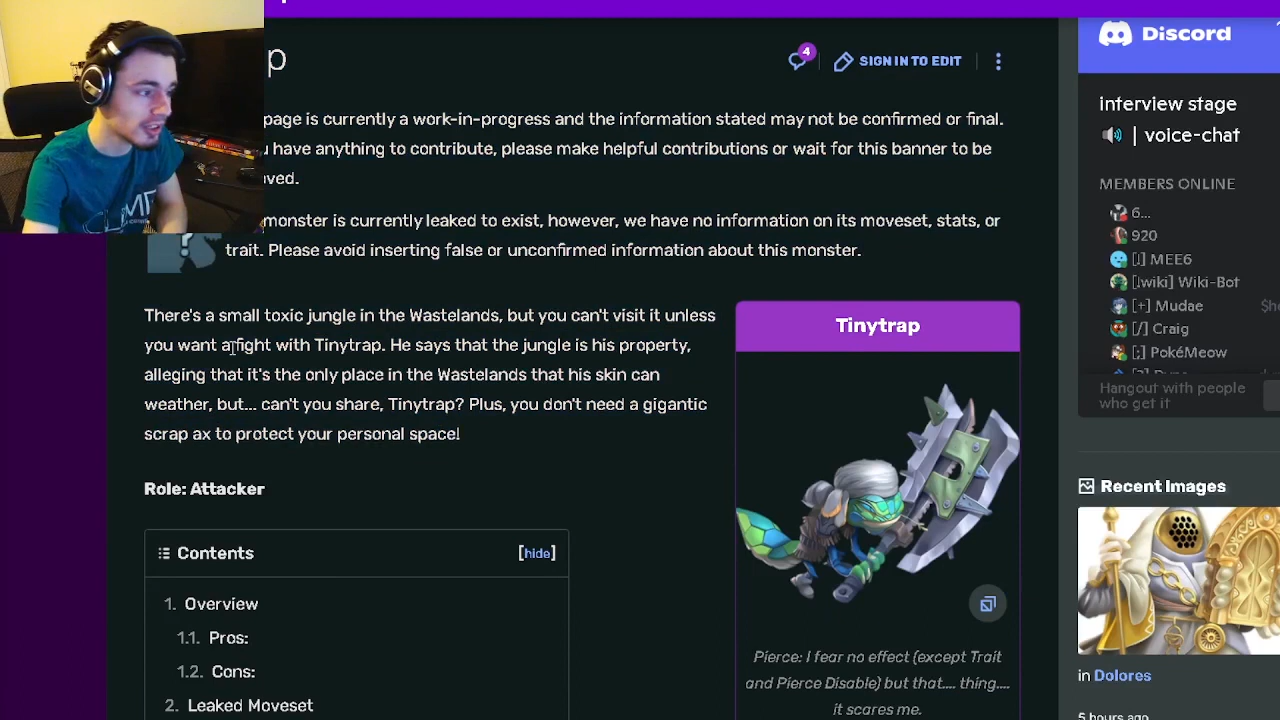 p
4
SIGN IN TO EDIT
page is currently a work-in-progress and the information stated may not be confirmed or final.
have anything to contribute, please make helpful contributions or wait for this banner to be
ved.
monster is currently leaked to exist, however, we have no information on its moveset, stats, or
trait. Please avoid inserting false or unconfirmed information about this monster.
There's a small toxic jungle in the Wastelands, but you can't visit it unless
you want a fight with Tinytrap. He says that the jungle is his property,
alleging that it's the only place in the Wastelands that his skin can
weather, but... can't you share, Tinytrap? Plus, you don't need a gigantic
scrap ax to protect your personal space!
Role: Attacker
Contents [hide]
1. Overview
1.1. Pros:
1.2. Cons:
2. Leaked Moveset
Tinytrap
Pierce: I fear no effect (except Trait
and Pierce Disable) but that.... thing....
it scares me.
Discord
interview stage
| voice-chat
MEMBERS ONLINE
6...
920
[!] MEE6
[!wiki] Wiki-Bot
[+] Mudae
[/] Craig
[;] PokéMeow
Hangout with people
who get it
Recent Images
in Dolores
5 hours ago